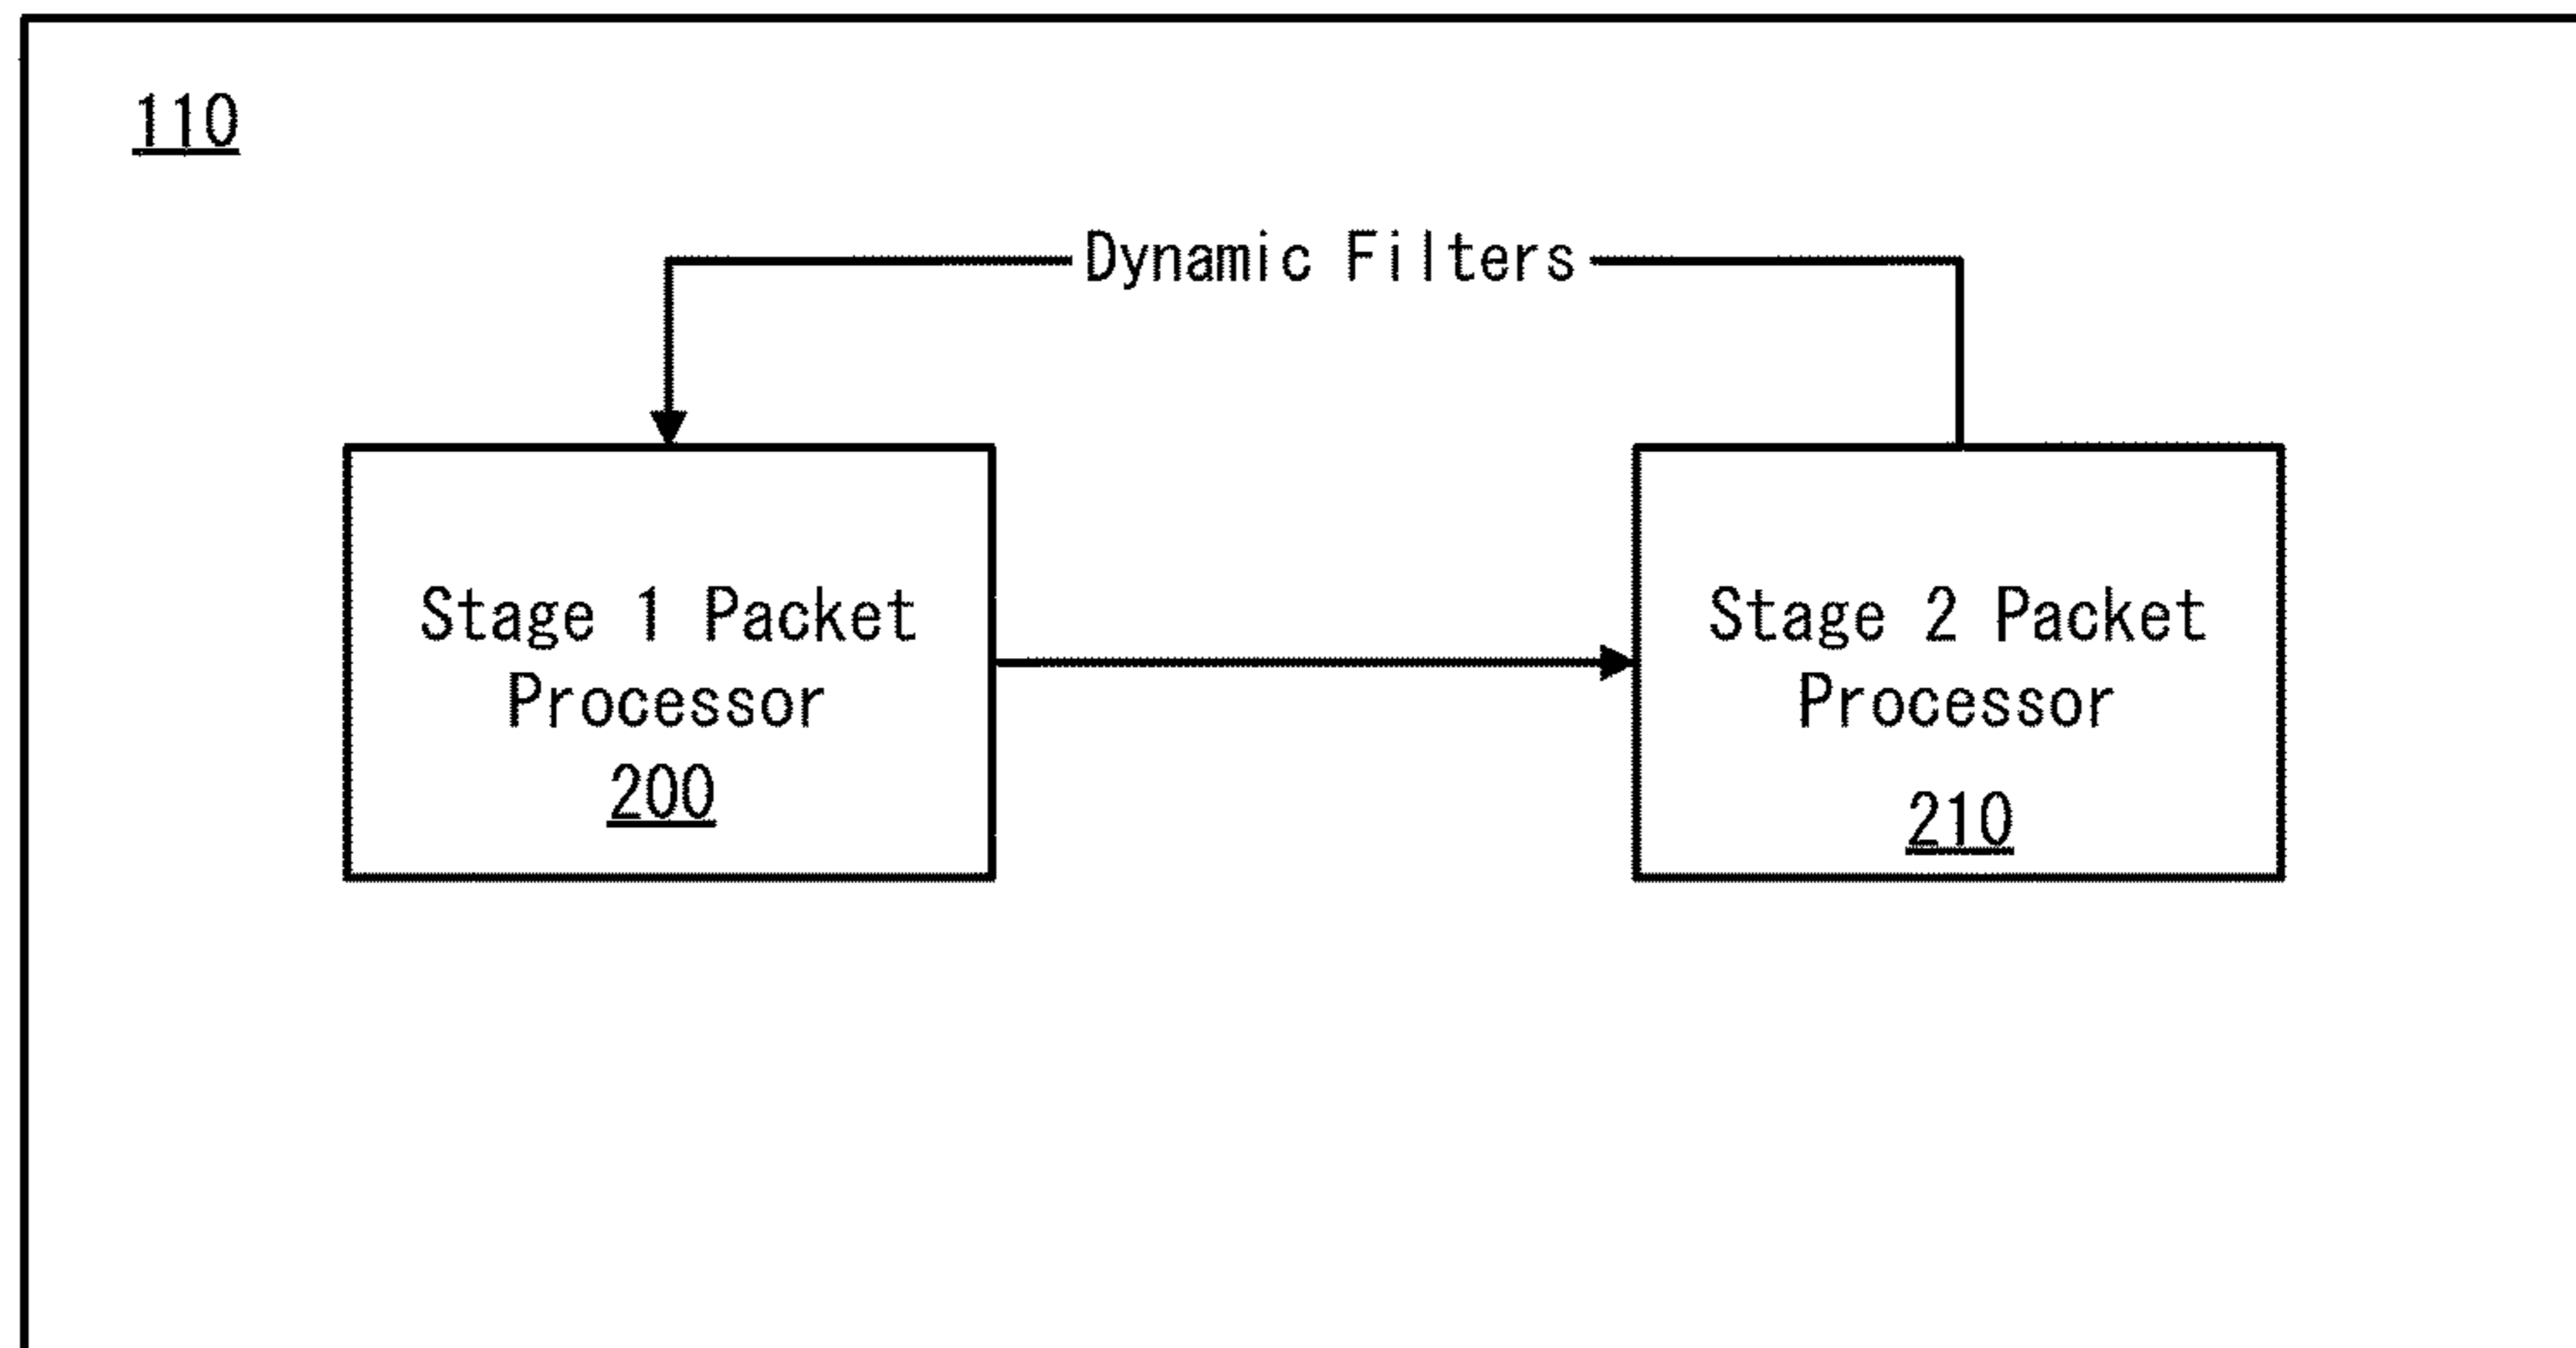 110
Dynamic Filters
Stage 1 Packet
Processor
200
Stage 2 Packet
Processor
210